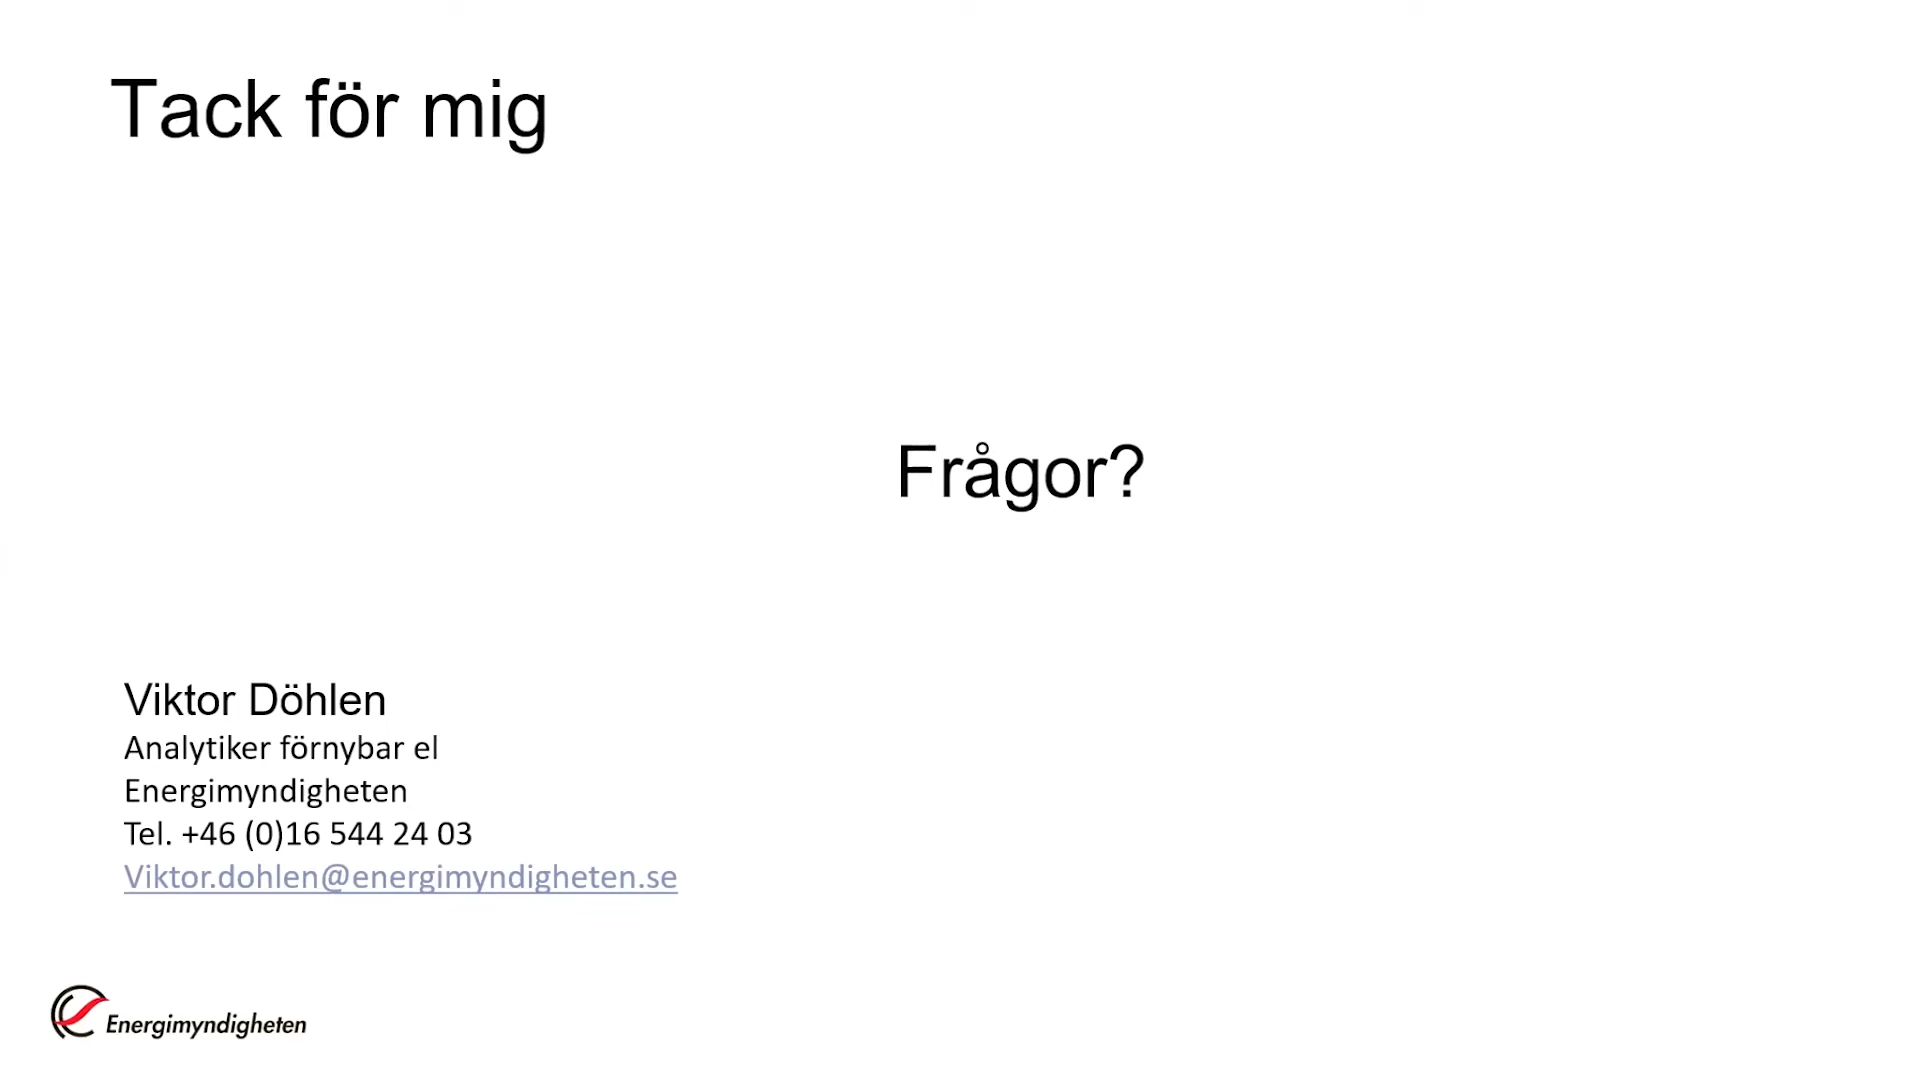 Tack för mig
Frågor?
Viktor Döhlen
Analytiker förnybar el
Energimyndigheten
Tel. +46 (0)16 544 24 03
Viktor.dohlen@energimyndigheten.se
Energimyndigheten